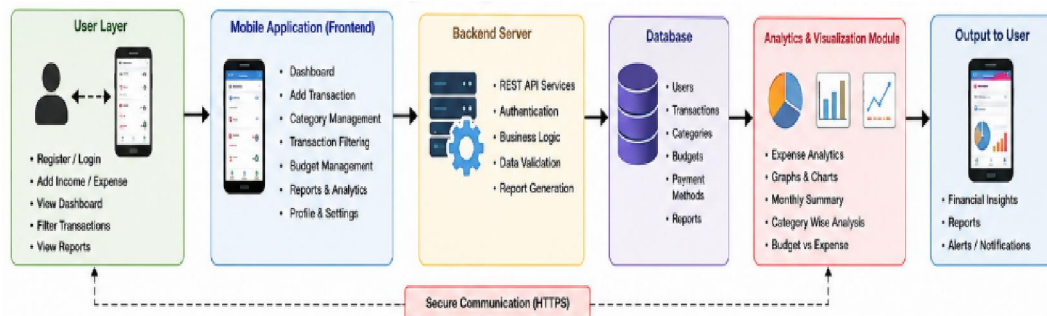 User Layer
• Register / Login
• Add Income / Expense
• View Dashboard
• Filter Transactions
• View Reports
Mobile Application (Frontend)
• Dashboard
• Add Transaction
• Category Management
• Transaction Filtering
• Budget Management
• Reports & Analytics
• Profile & Settings
Backend Server
• REST API Services
• Authentication
• Business Logic
• Data Validation
• Report Generation
Database
• Users
• Transactions
• Categories
• Budgets
• Payment
Methods
• Reports
Analytics & Visualization Module
• Expense Analytics
• Graphs & Charts
• Monthly Summary
• Category Wise Analysis
• Budget vs Expense
Output to User
• Financial Insights
• Reports
• Alerts / Notifications
Secure Communication (HTTPS)